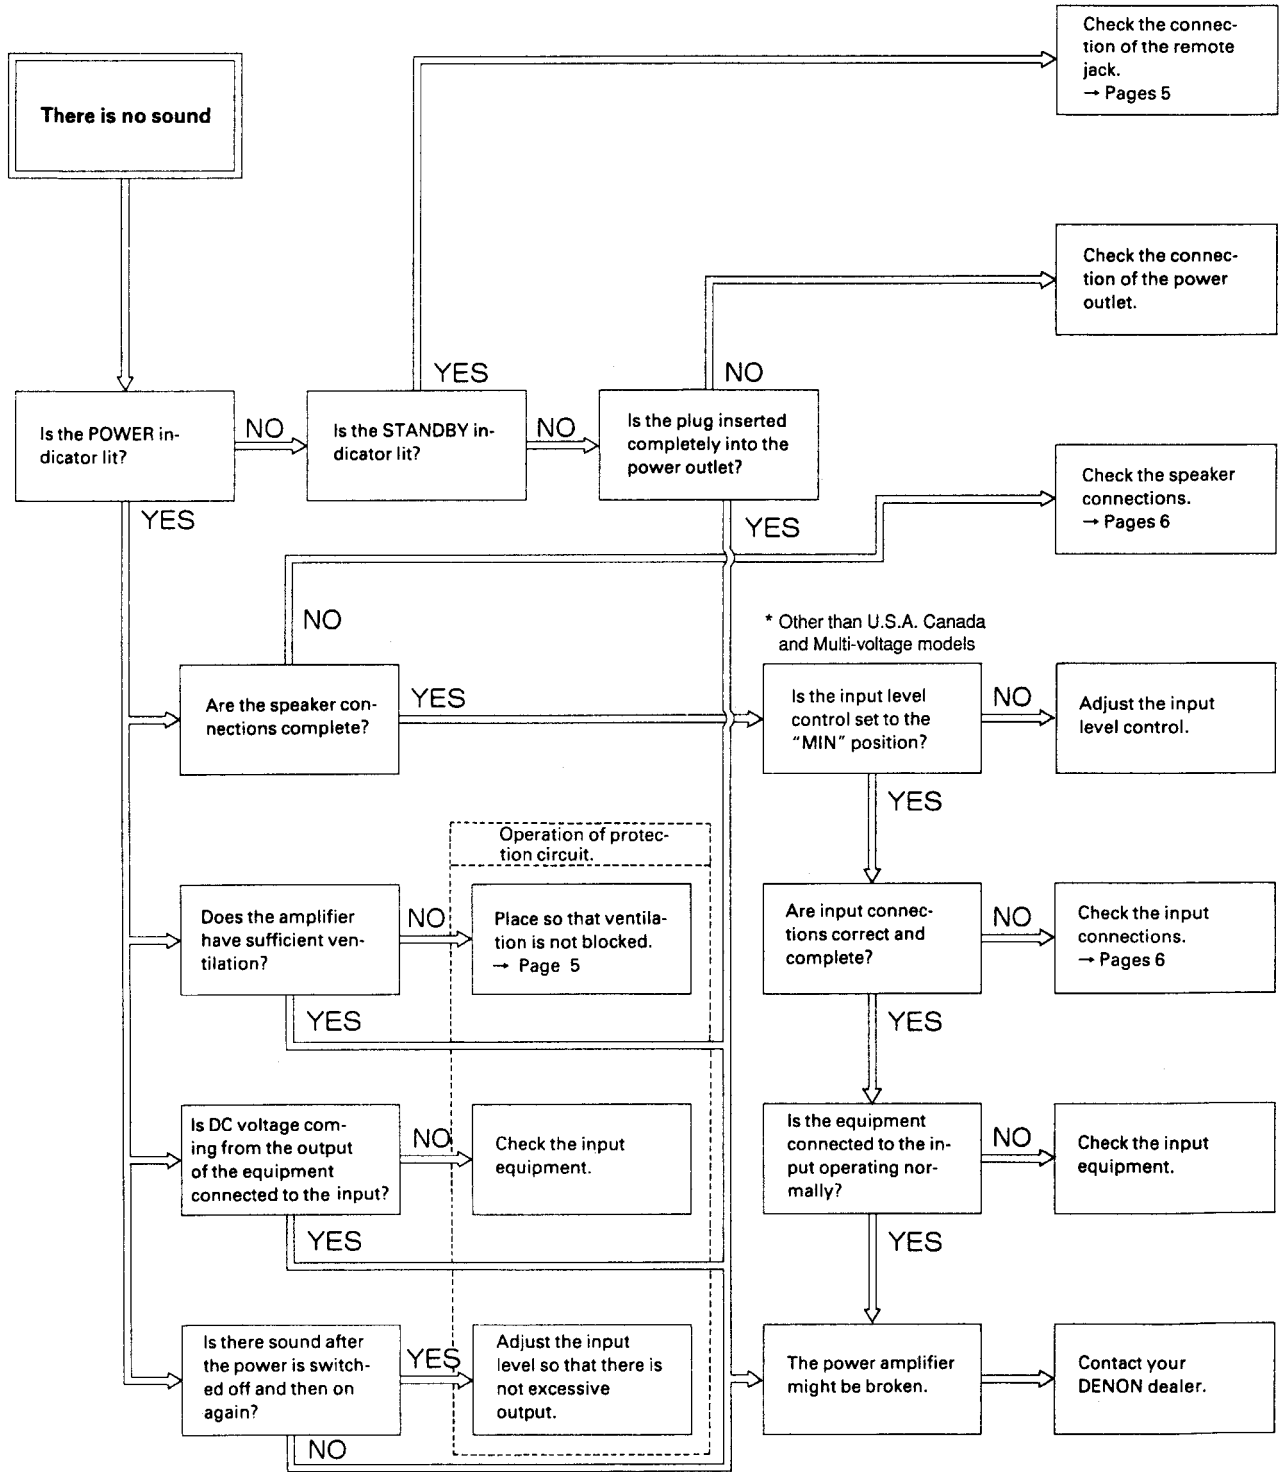 Check the connec-
tion of the remote
jack.
→ Pages 5
There is no sound
Check the connec-
tion of the power
outlet.
YES
NO
Is the POWER in-
dicator lit?
NO
Is the STANDBY in-
dicator lit?
NO
Is the plug inserted
completely into the
power outlet?
YES
YES
Check the speaker
connections.
→ Pages 6
NO
* Other than U.S.A. Canada
and Multi-voltage models
Are the speaker con-
nections complete?
YES
Is the input level
control set to the
“MIN” position?
NO
Adjust the input
level control.
YES
Operation of protec-
tion circuit.
Does the amplifier
have sufficient ven-
tilation?
NO
Place so that ventila-
tion is not blocked.
→ Page 5
Are input connec-
tions correct and
complete?
NO
Check the input
connections.
→ Pages 6
YES
YES
Is DC voltage com-
ing from the output
of the equipment
connected to the input?
NO
Check the input
equipment.
Is the equipment
connected to the in-
put operating nor-
mally?
NO
Check the input
equipment.
YES
YES
Is there sound after
the power is switch-
ed off and then on
again?
YES
Adjust the input
level so that there is
not excessive
output.
The power amplifier
might be broken.
Contact your
DENON dealer.
NO